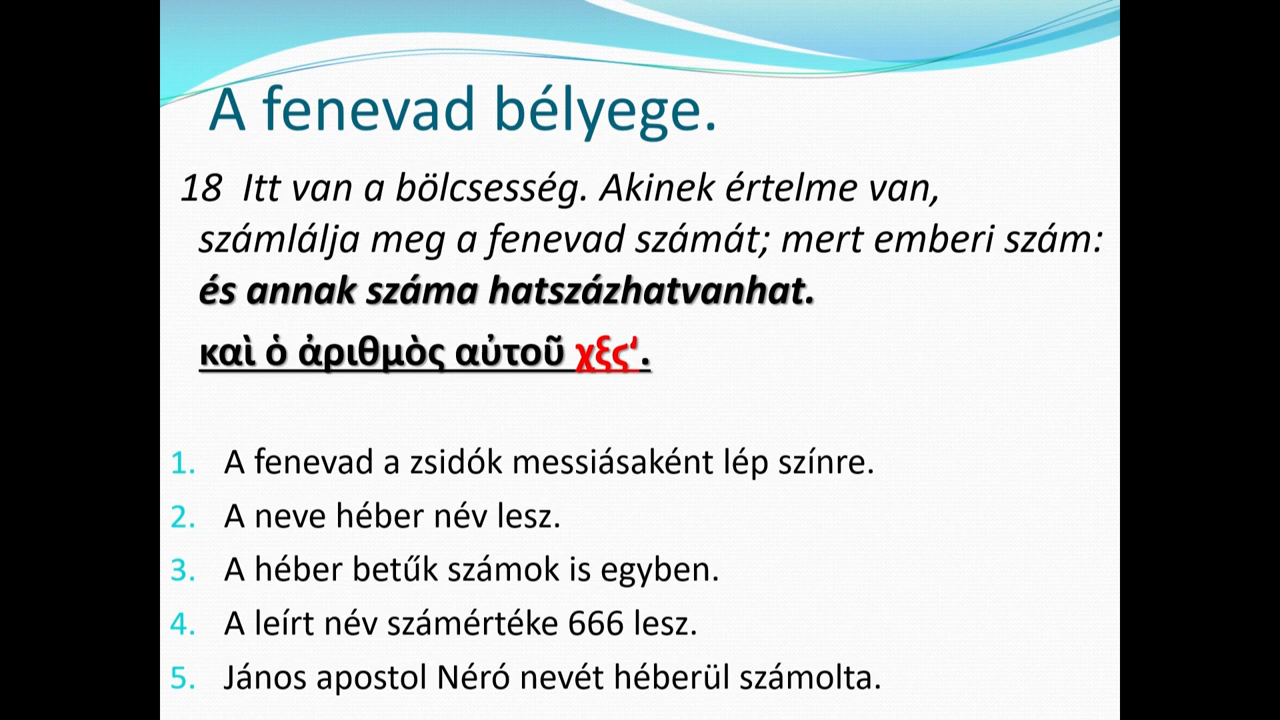 A fenevad bélyege.
18 Itt van a bölcsesség. Akinek értelme van,
számlálja meg a fenevad számát; mert emberi szám:
és annak száma hatszázhatvanhat.
καὶ ὁ ἀριθμὸς αὐτοῦ χξς‘.
1. A fenevad a zsidók messiásaként lép színre.
2. A neve héber név lesz.
3. A héber betűk számok is egyben.
4. A leírt név számértéke 666 lesz.
5. János apostol Néró nevét héberül számolta.